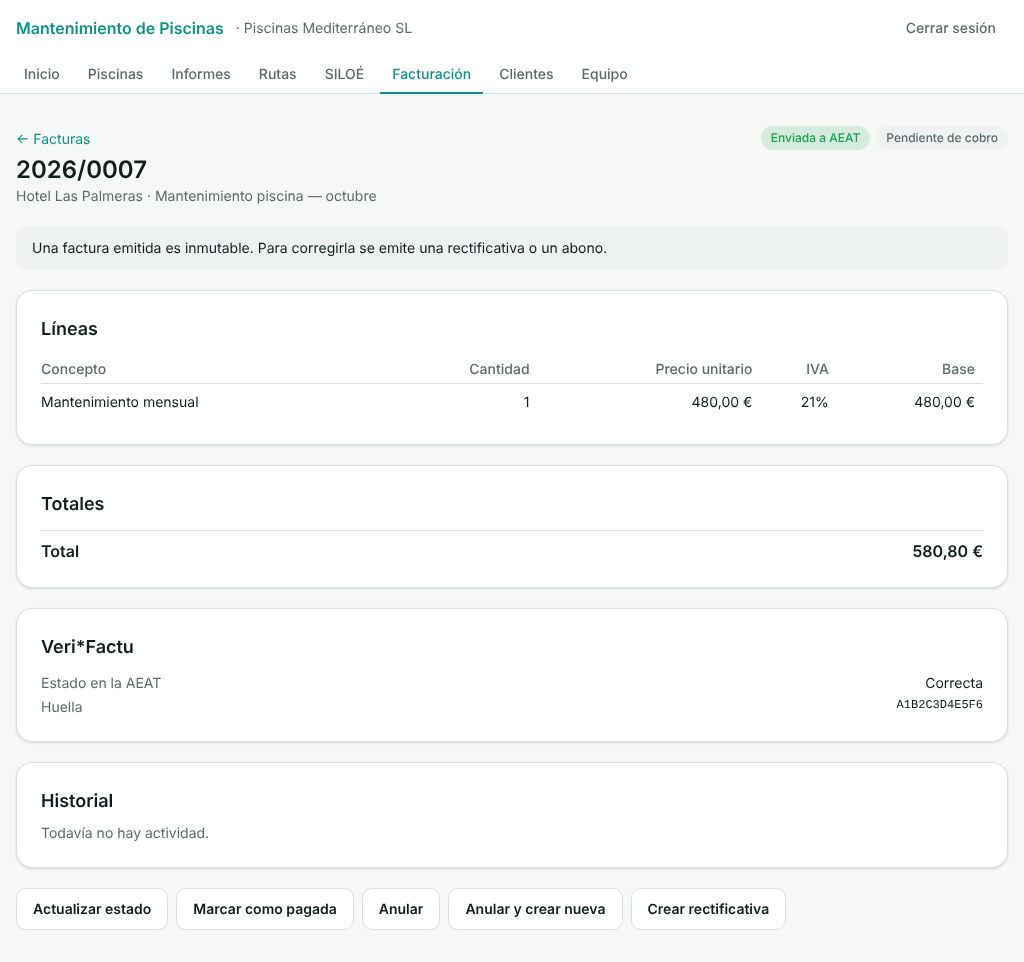 Mantenimiento de Piscinas · Piscinas Mediterráneo SL Cerrar sesión
Inicio Piscinas Informes Rutas SILOÉ Facturación Clientes Equipo
← Facturas Enviada a AEAT Pendiente de cobro
2026/0007
Hotel Las Palmeras · Mantenimiento piscina — octubre
Una factura emitida es inmutable. Para corregirla se emite una rectificativa o un abono.
Líneas
Concepto Cantidad Precio unitario IVA Base
Mantenimiento mensual 1 480,00 € 21% 480,00 €
Totales
Total 580,80 €
Veri*Factu
Estado en la AEAT Correcta
Huella A1B2C3D4E5F6
Historial
Todavía no hay actividad.
Actualizar estado Marcar como pagada Anular Anular y crear nueva Crear rectificativa